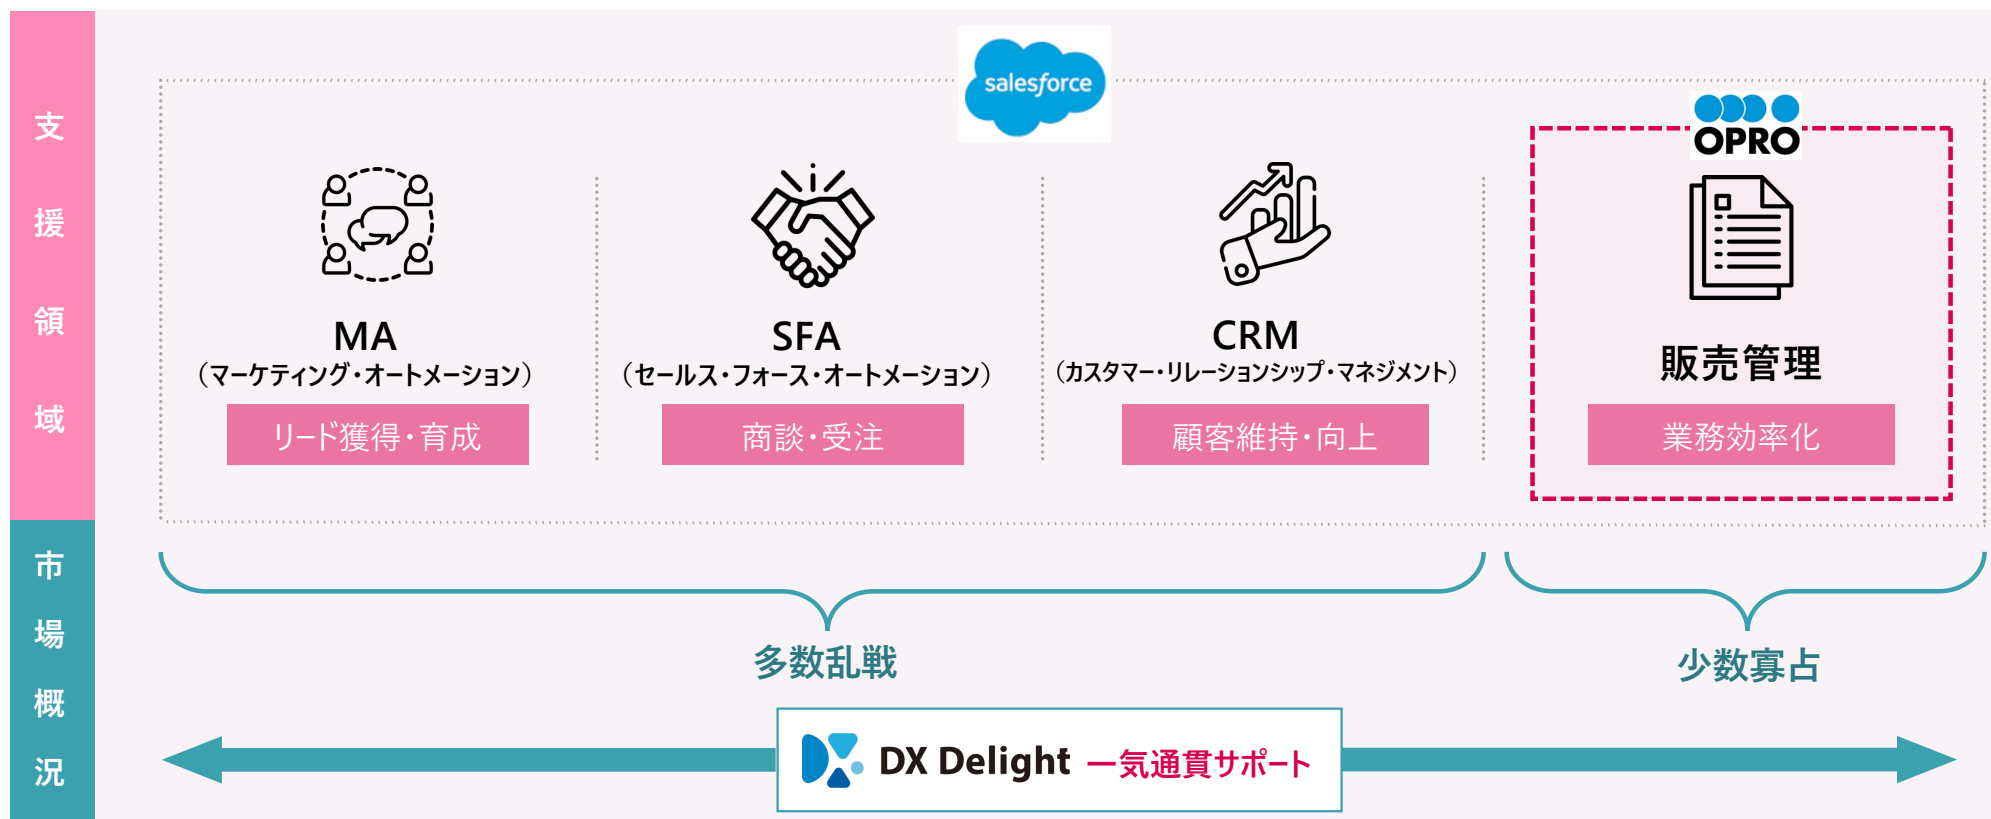 支援領域
salesforce
OPRO
MA
（マーケティング・オートメーション）
リード獲得・育成
SFA
（セールス・フォース・オートメーション）
商談・受注
CRM
（カスタマー・リレーションシップ・マネジメント）
顧客維持・向上
販売管理
業務効率化
市場概況
多数乱戦
少数寡占
DX Delight 一気通貫サポート